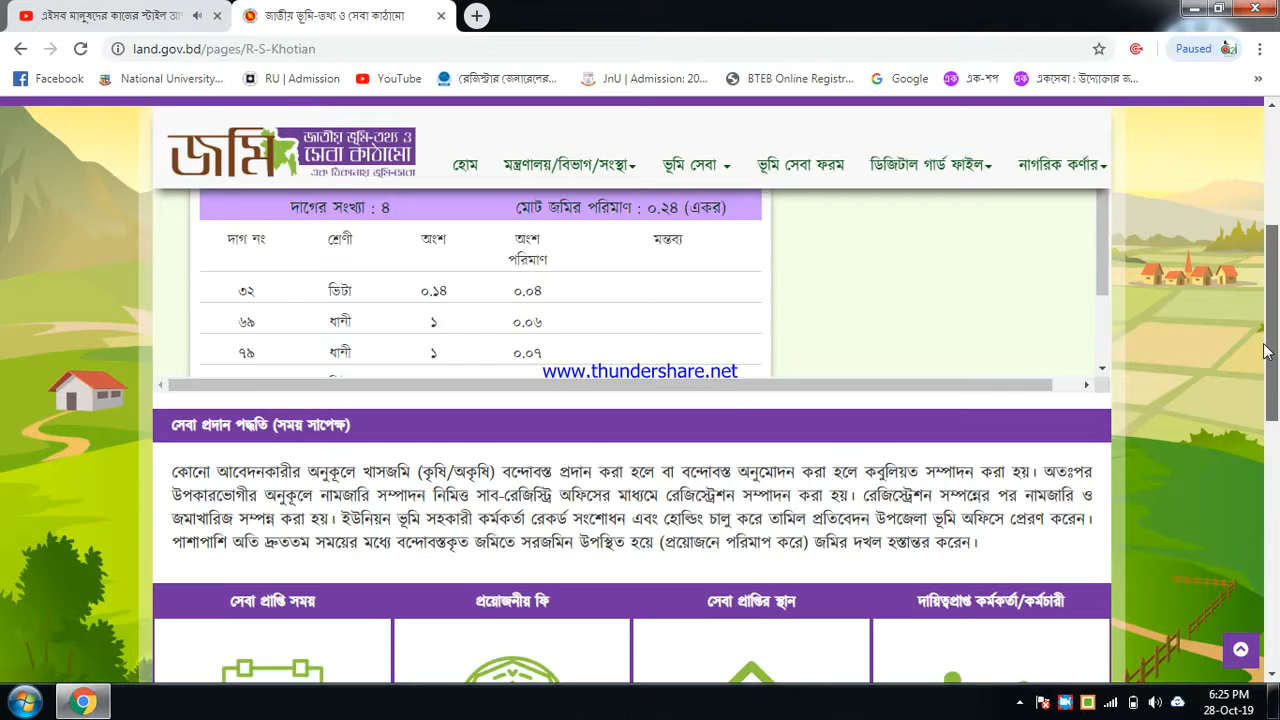 এইসব মানুষদের কাজের স্টাইল আ
জাতীয় ভূমি-তথ্য ও সেবা কাঠামো
land.gov.bd/pages/R-S-Khotian
Paused
Facebook
National University...
RU | Admission
YouTube
রেজিস্ট্রার জেনারেলের...
JnU | Admission: 20...
BTEB Online Registr...
Google
এক-শপ
একসেবা : উদ্যোক্তার জ...
জমি
জাতীয় ভূমি-তথ্য ও
সেবা কাঠামো
এক ঠিকানায় ভূমি-সেবা
হোম
মন্ত্রণালয়/বিভাগ/সংস্থা
ভূমি সেবা
ভূমি সেবা ফরম
ডিজিটাল গার্ড ফাইল
নাগরিক কর্ণার
দাগের সংখ্যা : ৪ মোট জমির পরিমাণ : ০.২৪ (একর)
দাগ নং শ্রেণী অংশ অংশ মন্তব্য
পরিমাণ
৩২ ভিটা ০.১৪ ০.০৪
৬৯ ধানী ১ ০.০৬
৭৯ ধানী ১ ০.০৭
www.thundershare.net
সেবা প্রদান পদ্ধতি (সময় সাপেক্ষ)
কোনো আবেদনকারীর অনুকূলে খাসজমি (কৃষি/অকৃষি) বন্দোবস্ত প্রদান করা হলে বা বন্দোবস্ত অনুমোদন করা হলে কবুলিয়ত সম্পাদন করা হয়। অতঃপর
উপকারভোগীর অনুকূলে নামজারি সম্পাদন নিমিত্ত সাব-রেজিস্ট্রি অফিসের মাধ্যমে রেজিস্ট্রেশন সম্পাদন করা হয়। রেজিস্ট্রেশন সম্পন্নের পর নামজারি ও
জমাখারিজ সম্পন্ন করা হয়। ইউনিয়ন ভূমি সহকারী কর্মকর্তা রেকর্ড সংশোধন এবং হোল্ডিং চালু করে তামিল প্রতিবেদন উপজেলা ভূমি অফিসে প্রেরণ করেন।
পাশাপাশি অতি দ্রুততম সময়ের মধ্যে বন্দোবস্তকৃত জমিতে সরজমিন উপস্থিত হয়ে (প্রয়োজনে পরিমাপ করে) জমির দখল হস্তান্তর করেন।
সেবা প্রাপ্তি সময়
প্রয়োজনীয় ফি
সেবা প্রাপ্তির স্থান
দায়িত্বপ্রাপ্ত কর্মকর্তা/কর্মচারী
6:25 PM
28-Oct-19